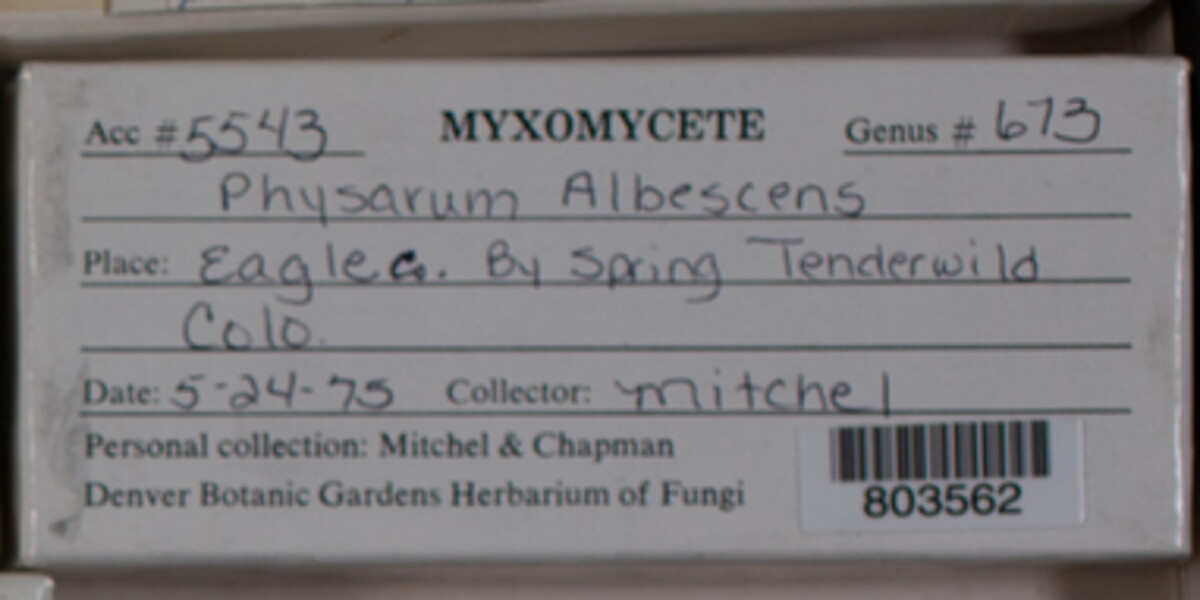 Acc #5543 MYXOMYCETE Genus # 673
Physarum Albescens
Place: Eagle Co. By Spring Tenderwild
Colo.
Date: 5-24-75 Collector: Mitchel
Personal collection: Mitchel & Chapman
Denver Botanic Gardens Herbarium of Fungi
803562